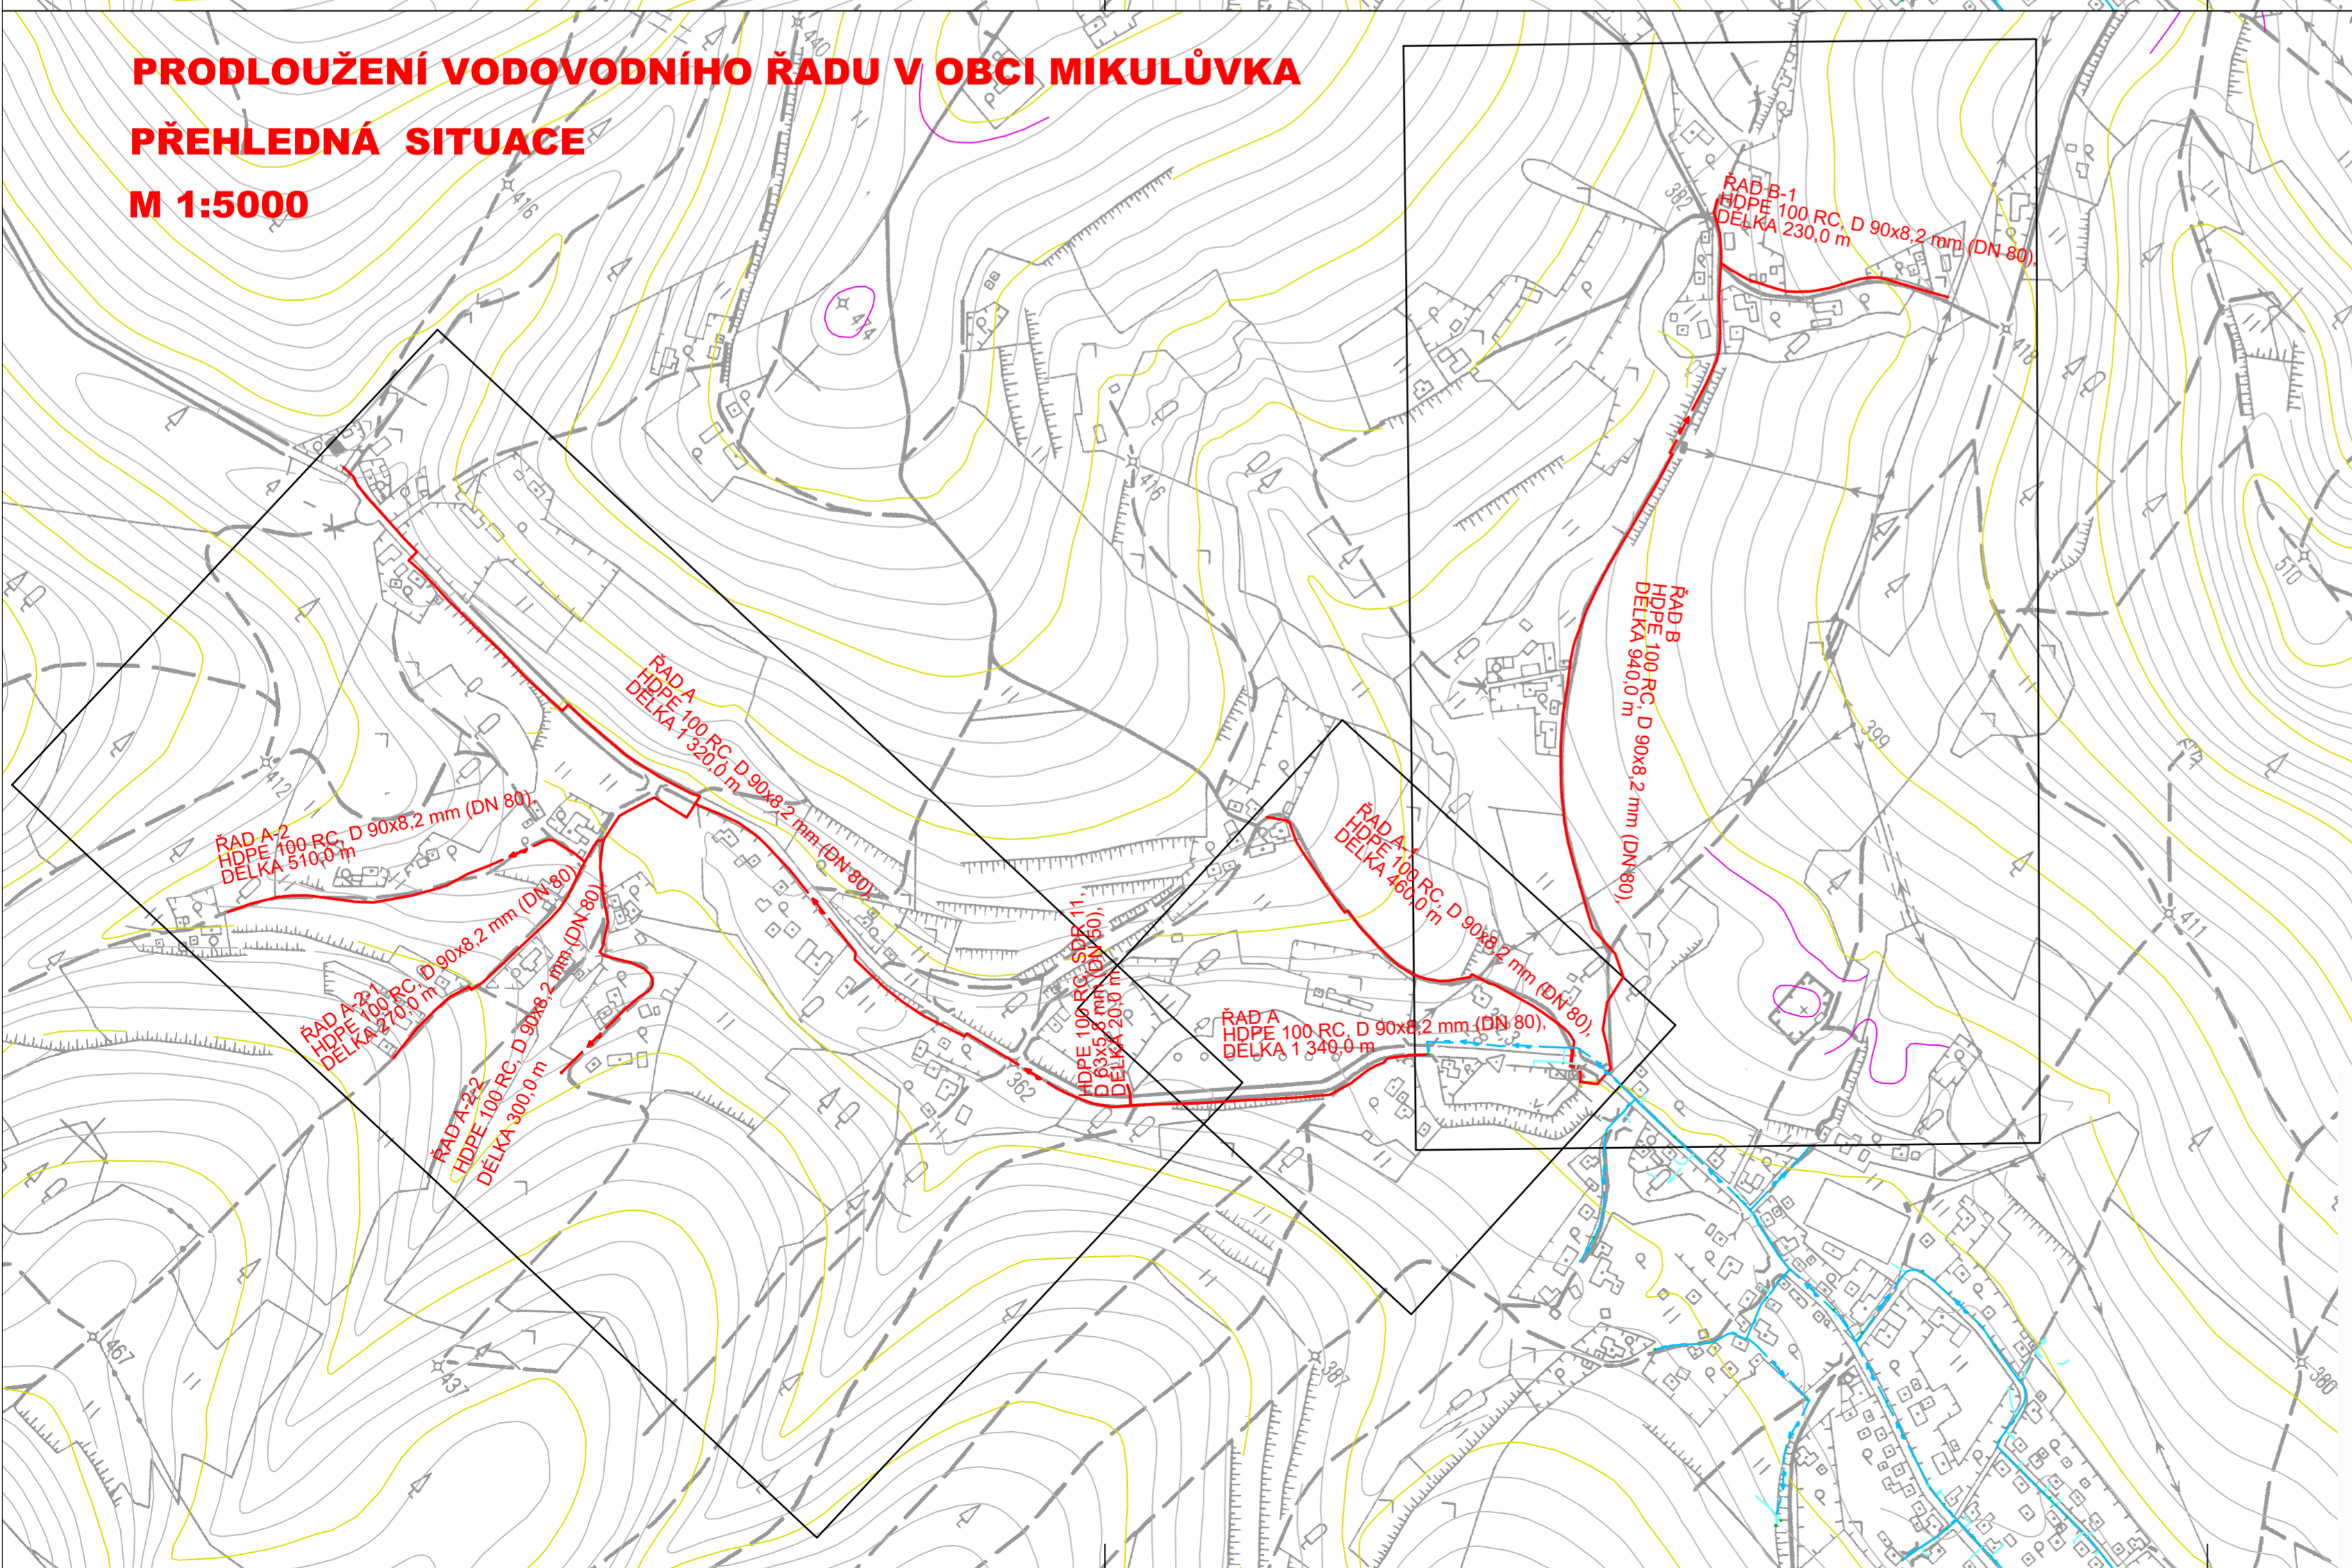 PRODLOUŽENÍ VODOVODNÍHO ŘADU V OBCI MIKULŮVKA
PŘEHLEDNÁ SITUACE
M 1:5000
440
416
474
416
382
ŘAD B-1
HDPE 100 RC, D 90x8,2 mm (DN 80),
DÉLKA 230,0 m
418
510
ŘAD B
HDPE 100 RC, D 90x8,2 mm (DN 80),
DÉLKA 940,0 m
399
411
ŘAD A
HDPE 100 RC, D 90x8,2 mm (DN 80),
DÉLKA 1 320,0 m
412
ŘAD A-2
HDPE 100 RC, D 90x8,2 mm (DN 80),
DÉLKA 510,0 m
ŘAD A-2-1
HDPE 100 RC, D 90x8,2 mm (DN 80),
DÉLKA 270,0 m
ŘAD A-2-2
HDPE 100 RC, D 90x8,2 mm (DN 80),
DÉLKA 300,0 m
HDPE 100 RC, SDR 11,
D 63x5,8 mm (DN 50),
DÉLKA 20,0 m
ŘAD A-1
HDPE 100 RC, D 90x8,2 mm (DN 80),
DÉLKA 460,0 m
ŘAD A
HDPE 100 RC, D 90x8,2 mm (DN 80),
DÉLKA 1 340,0 m
362
353
467
437
387
380